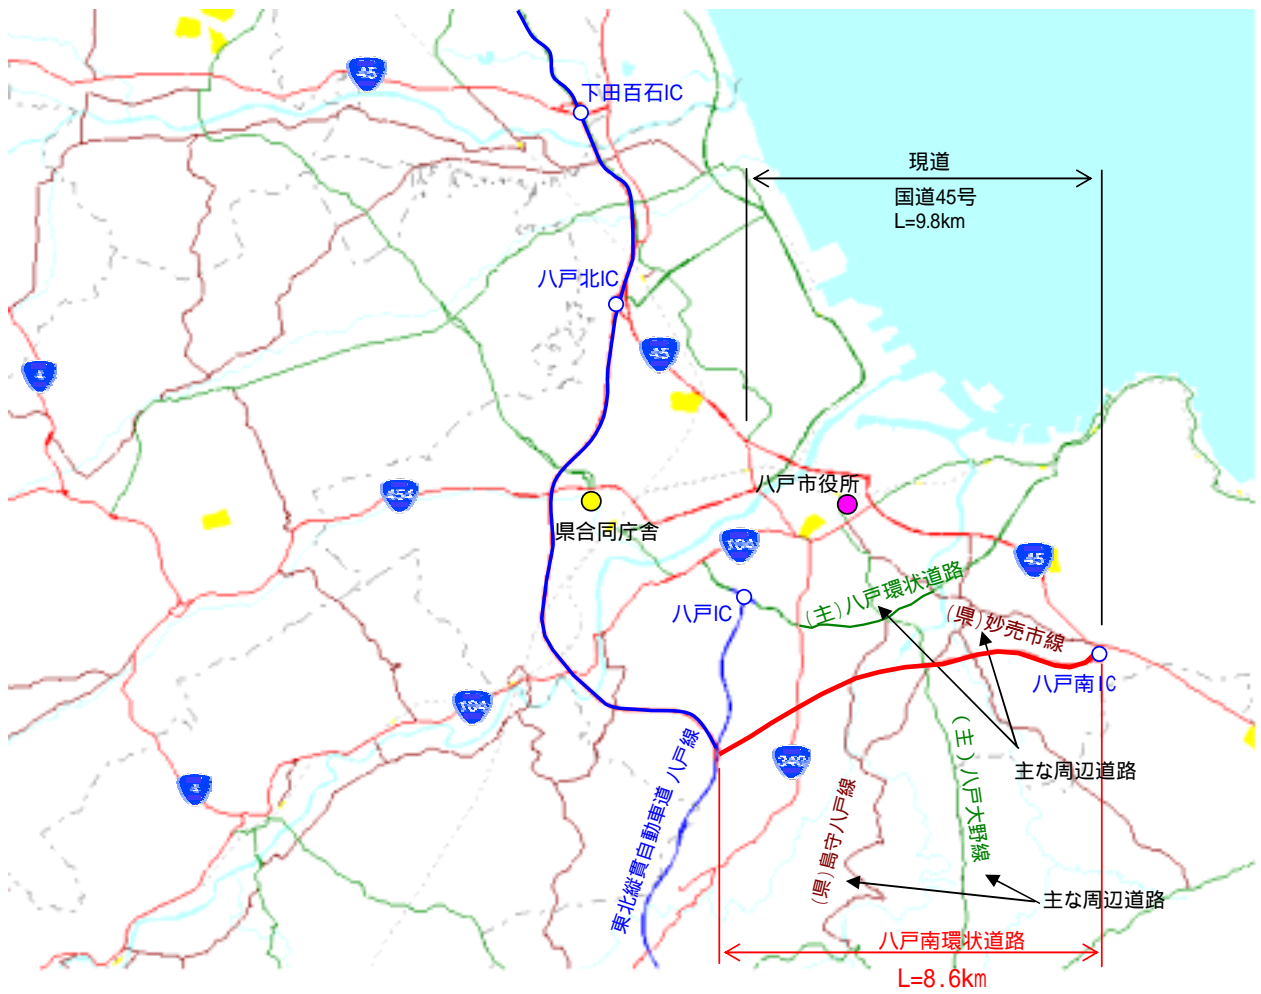 45
下田百石IC
現道
国道45号
L=9.8km
八戸北IC
45
4
454
八戸市役所
県合同庁舎
104
45
(主)八戸環状道路
八戸IC
(県)妙売市線
八戸南IC
104
(主)八戸大野線
東北縦貫自動車道 八戸線
340
主な周辺道路
4
(県)島守八戸線
主な周辺道路
八戸南環状道路
L=8.6km